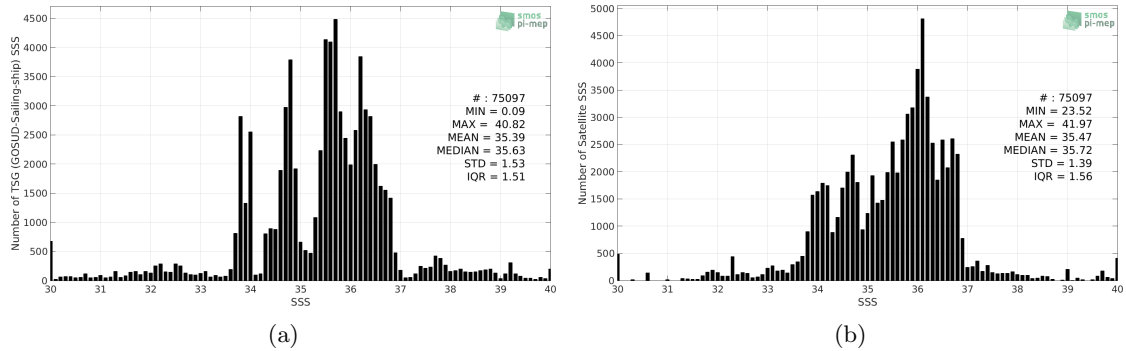 4500
4000
3500
3000
2500
2000
1500
1000
500
0
30 31 32 33 34 35 36 37 38 39 40
SSS
Number of TSG (GOSUD-Sailing-ship) SSS
smos
pi-mep
# : 75097
MIN = 0.09
MAX = 40.82
MEAN = 35.39
MEDIAN = 35.63
STD = 1.53
IQR = 1.51
(a)
5000
4500
4000
3500
3000
2500
2000
1500
1000
500
0
30 31 32 33 34 35 36 37 38 39 40
SSS
Number of Satellite SSS
smos
pi-mep
# : 75097
MIN = 23.52
MAX = 41.97
MEAN = 35.47
MEDIAN = 35.72
STD = 1.39
IQR = 1.56
(b)